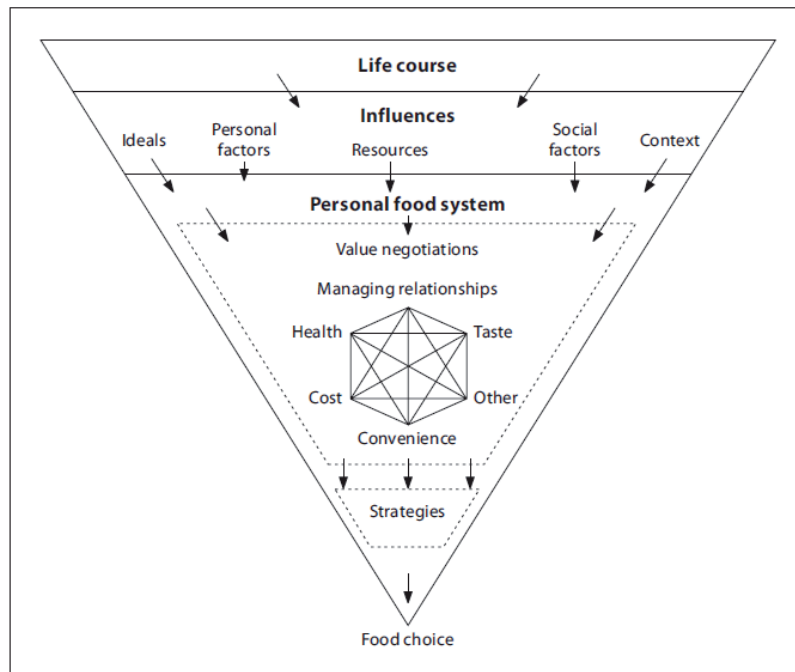 Life course
Influences
Ideals
Personal
factors
Resources
Social
factors
Context
Personal food system
Value negotiations
Managing relationships
Health
Taste
Cost
Other
Convenience
Strategies
Food choice